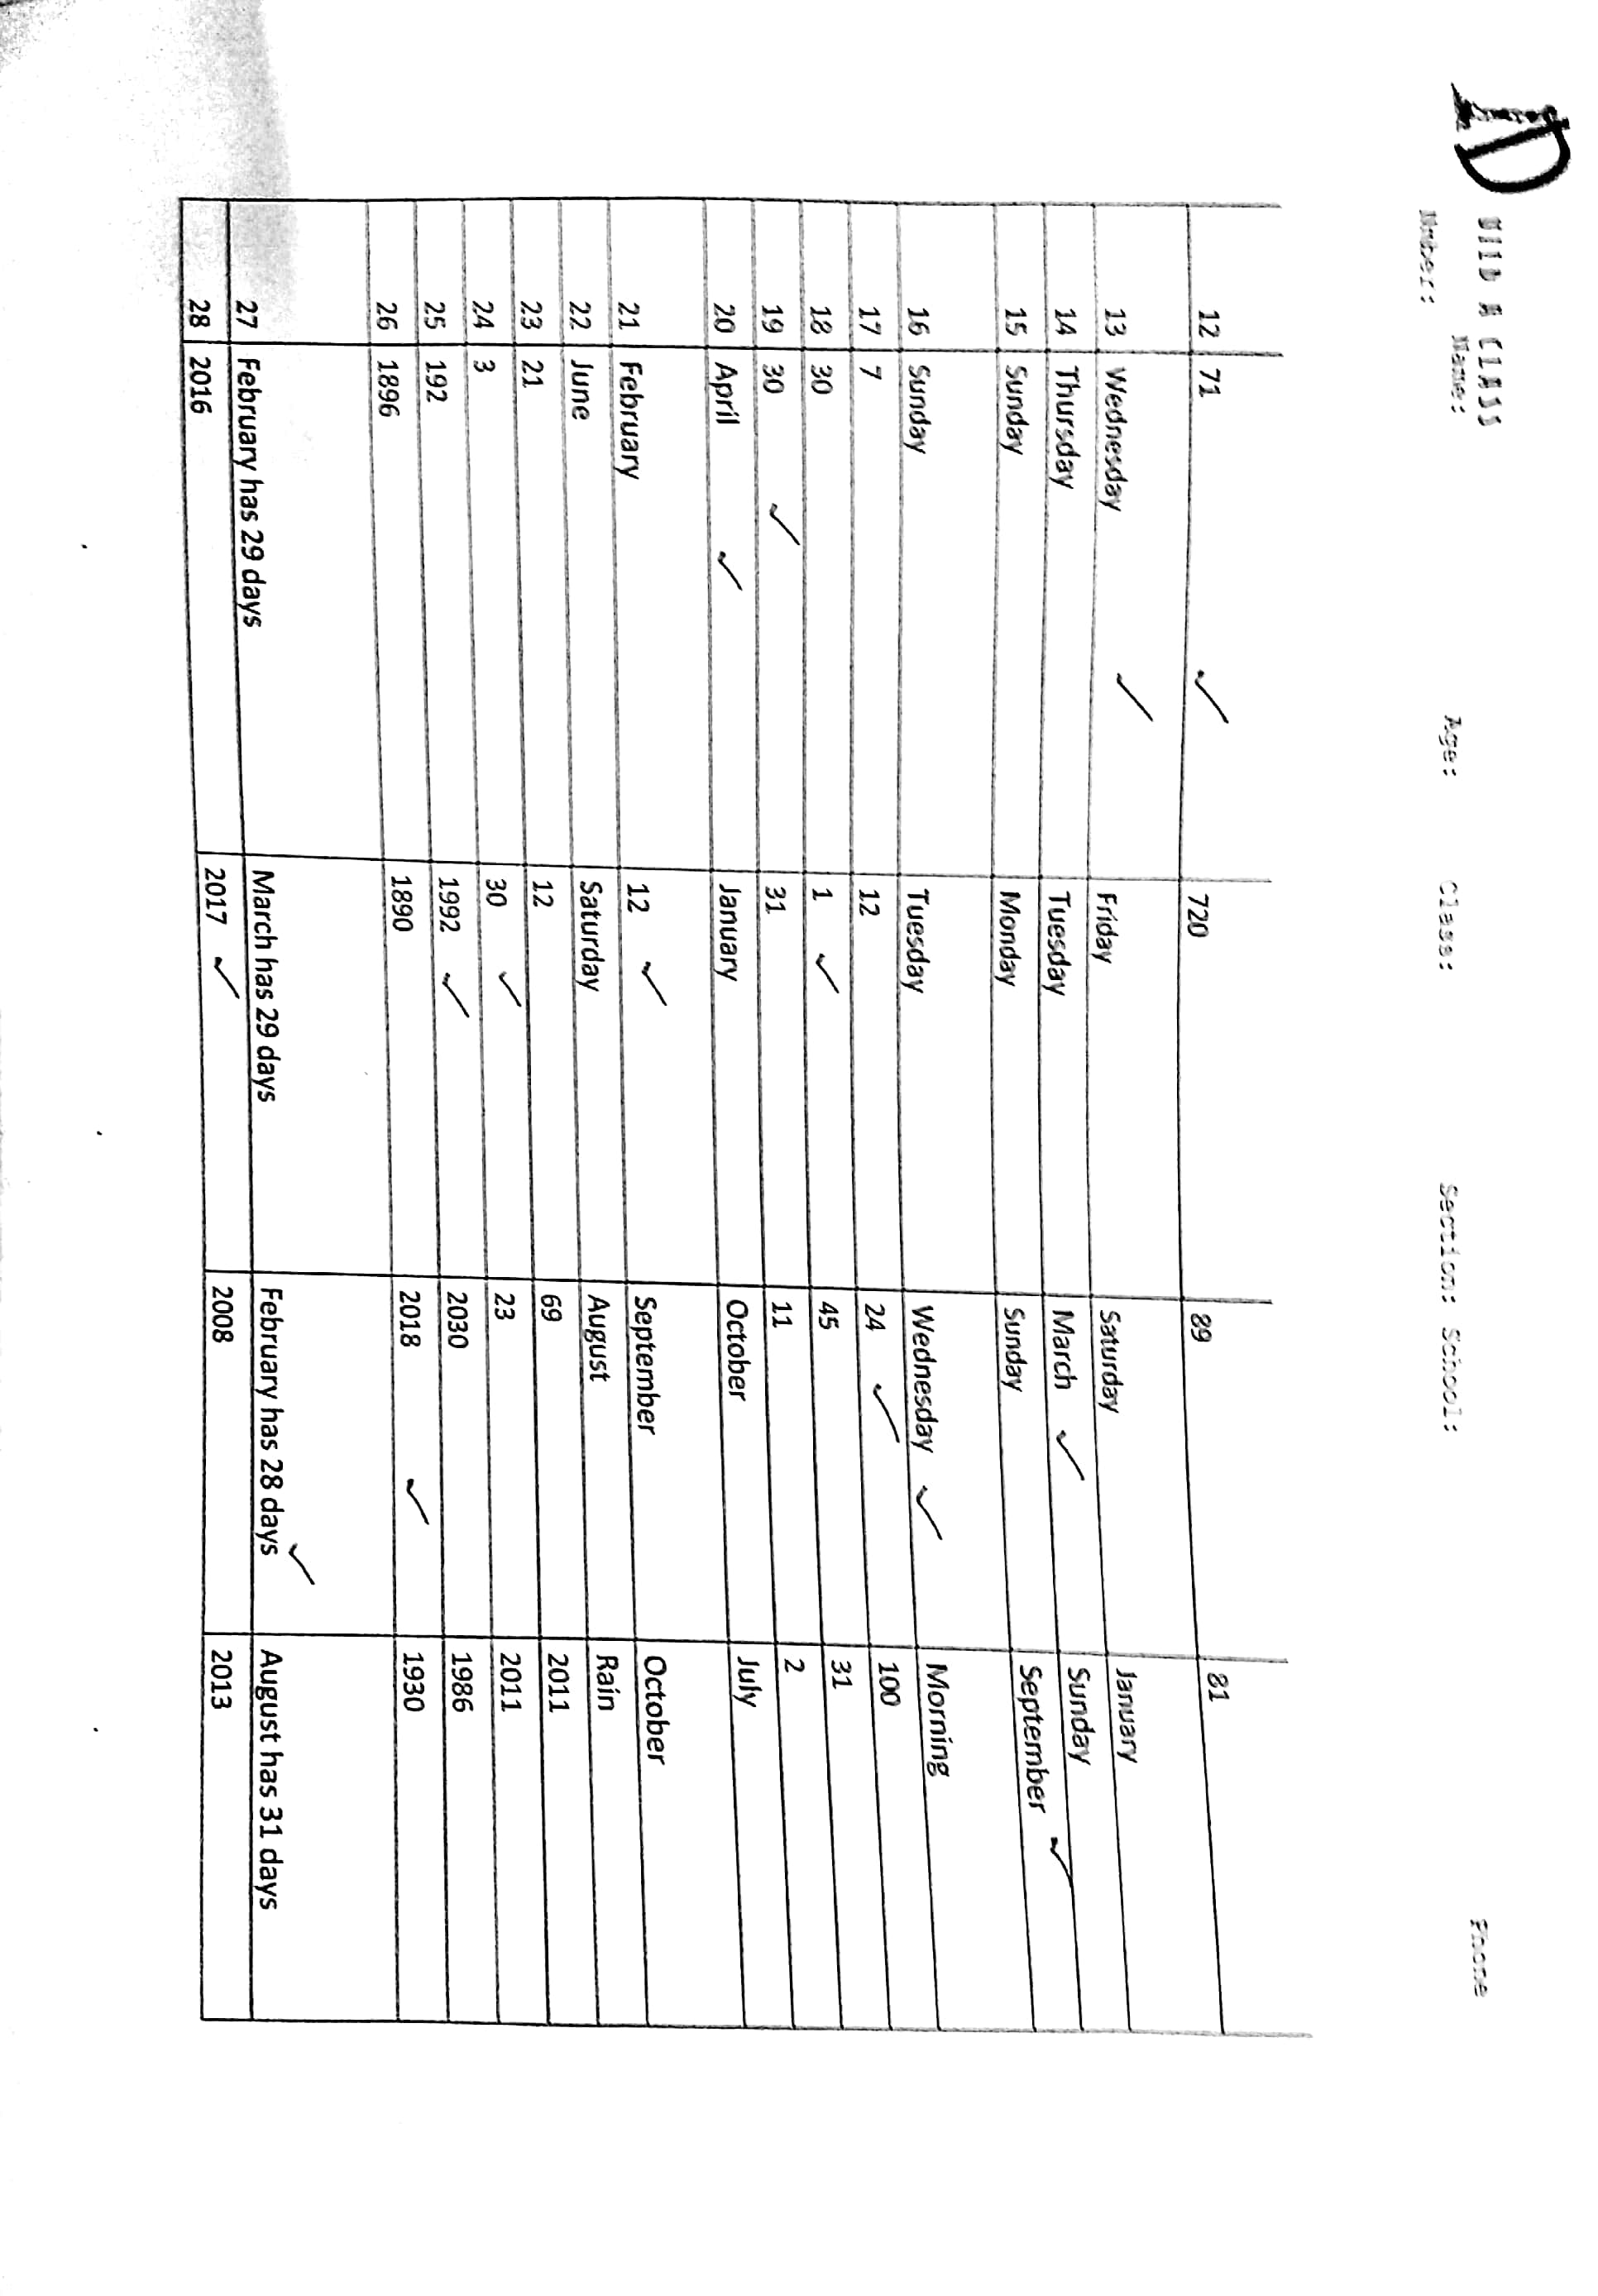 UILD A CLASS
Phone
Name: Age: Class: Section: School:
Nmber:
12 71 ✓ 720 89 81
13 Wednesday ✓ Friday Saturday January
14 Thursday Tuesday March ✓ Sunday
15 Sunday Monday Sunday September ✓
16 Sunday Tuesday Wednesday ✓ Morning
17 7 12 24 ✓ 100
18 30 1 ✓ 45 31
19 30 ✓ 31 11 2
20 April ✓ January October July
21 February 12 ✓ September October
22 June Saturday August Rain
23 21 12 69 2011
24 3 30 ✓ 23 2011
25 192 1992 ✓ 2030 1986
26 1896 1890 2018 ✓ 1930
27 February has 29 days March has 29 days February has 28 days ✓ August has 31 days
28 2016 2017 ✓ 2008 2013